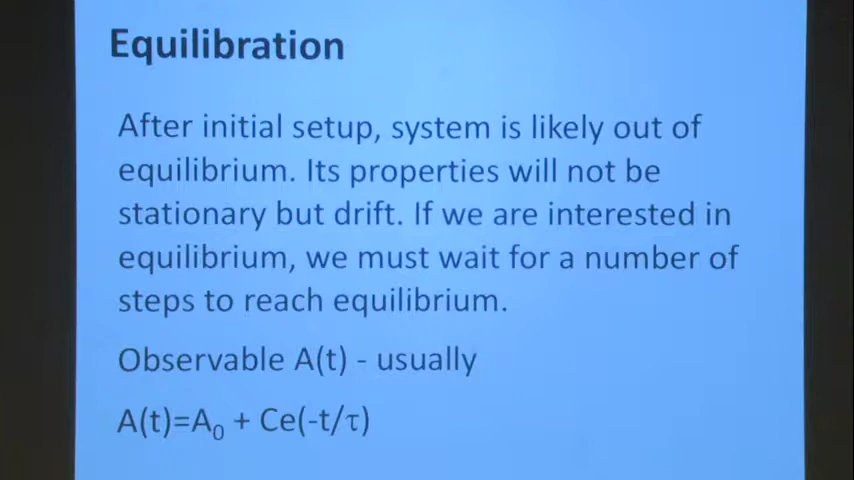 Equilibration
After initial setup, system is likely out of
equilibrium. Its properties will not be
stationary but drift. If we are interested in
equilibrium, we must wait for a number of
steps to reach equilibrium.
Observable A(t) - usually
A(t)=A₀ + Ce(-t/τ)